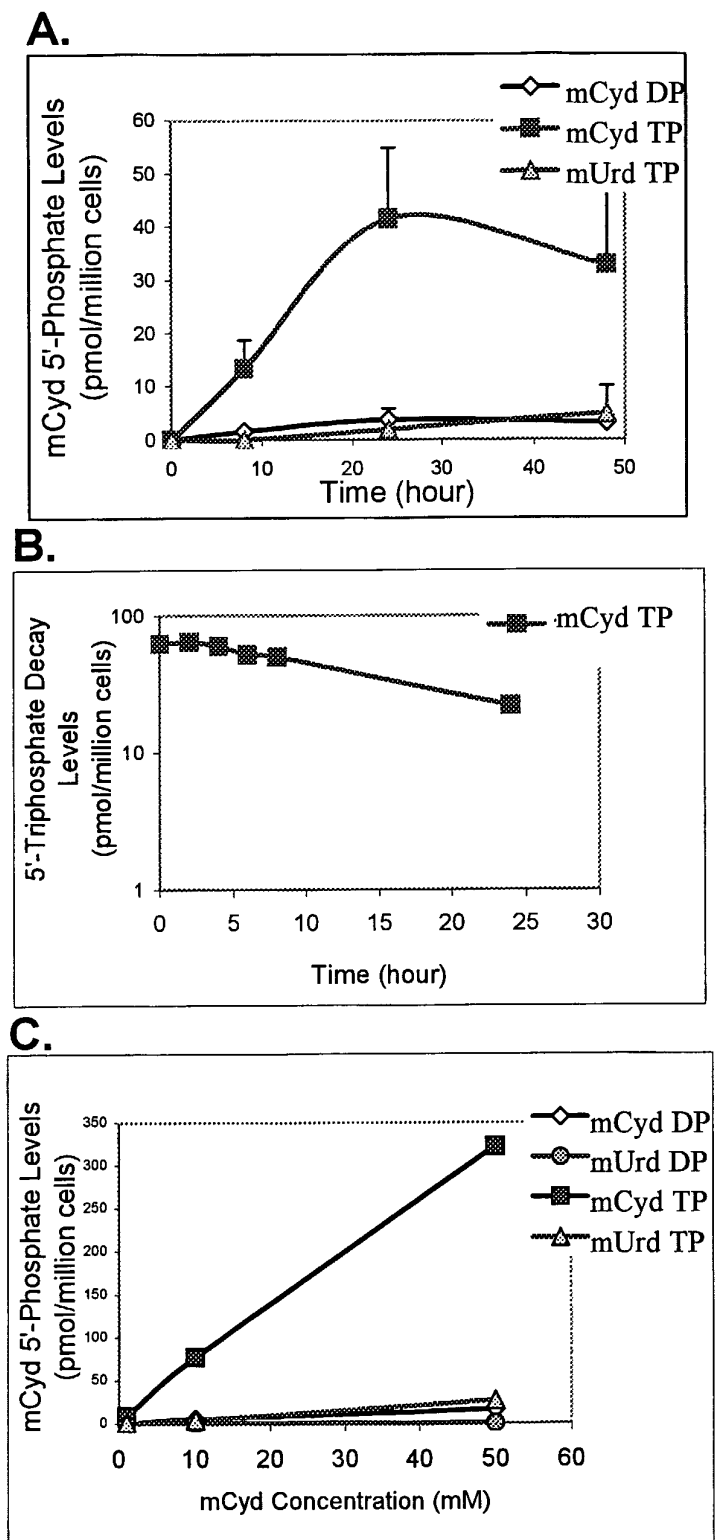 A.
mCyd DP
mCyd TP
mUrd TP
mCyd 5'-Phosphate Levels
(pmol/million cells)
60
50
40
30
20
10
0
0 10 20 30 40 50
Time (hour)
B.
mCyd TP
5'-Triphosphate Decay
Levels
(pmol/million cells)
100
10
1
0 5 10 15 20 25 30
Time (hour)
C.
mCyd DP
mUrd DP
mCyd TP
mUrd TP
mCyd 5'-Phosphate Levels
(pmol/million cells)
350
300
250
200
150
100
50
0
0 10 20 30 40 50 60
mCyd Concentration (mM)